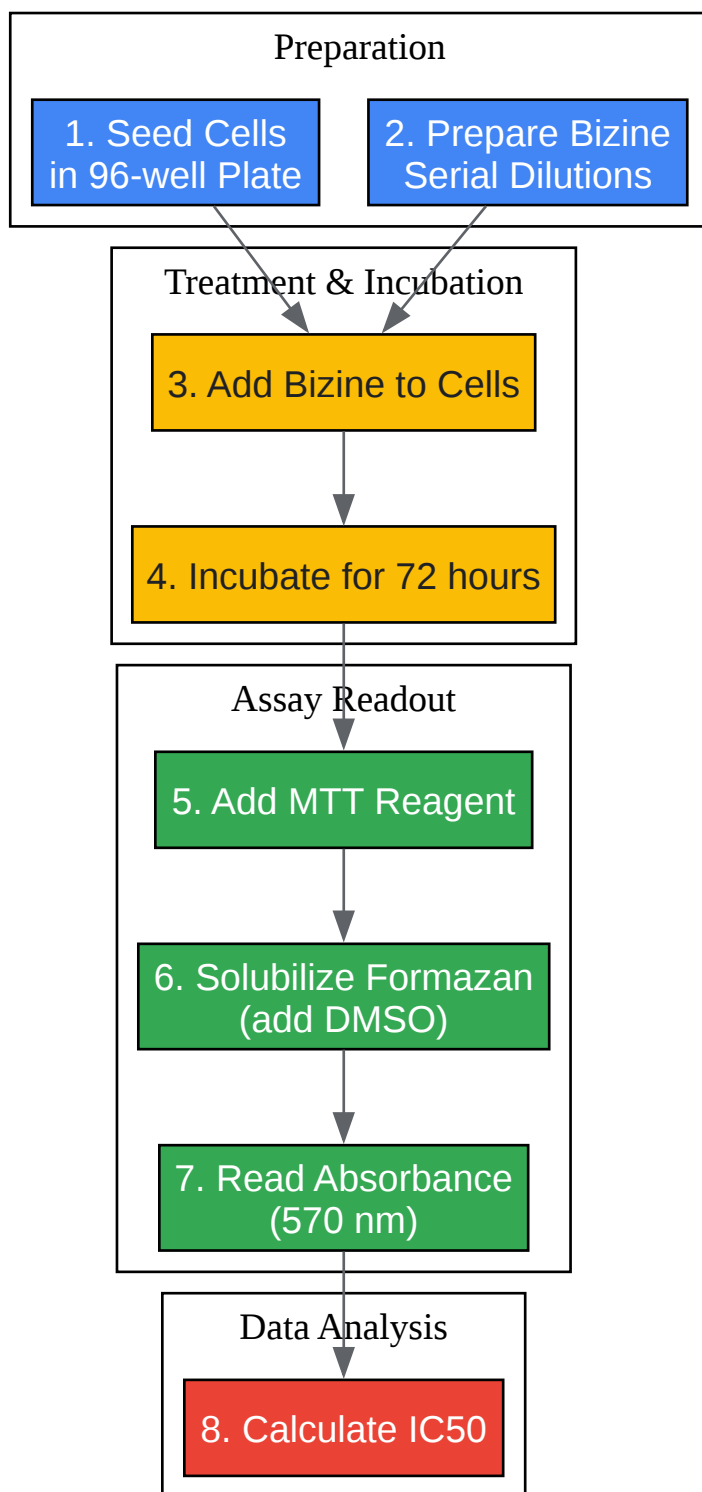 Preparation
1. Seed Cells
in 96-well Plate
2. Prepare Bizine
Serial Dilutions
Treatment & Incubation
3. Add Bizine to Cells
4. Incubate for 72 hours
Assay Readout
5. Add MTT Reagent
6. Solubilize Formazan
(add DMSO)
7. Read Absorbance
(570 nm)
Data Analysis
8. Calculate IC50